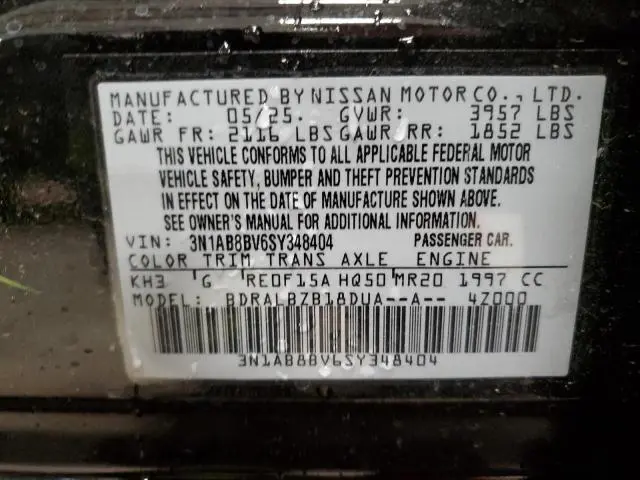 MANUFACTURED BY NISSAN MOTOR CO., LTD.
DATE: 05/25. GVWR: 3957 LBS
GAWR FR: 2116 LBS GAWR RR: 1852 LBS
THIS VEHICLE CONFORMS TO ALL APPLICABLE FEDERAL MOTOR
VEHICLE SAFETY, BUMPER AND THEFT PREVENTION STANDARDS
IN EFFECT ON THE DATE OF MANUFACTURE SHOWN ABOVE.
SEE OWNER'S MANUAL FOR ADDITIONAL INFORMATION.
VIN: 3N1AB8BV6SY348404 PASSENGER CAR.
COLOR TRIM TRANS AXLE ENGINE
KH3 G RE0F15A HQ50 MR20 1997 CC
MODEL: BDRALBZB18DUA--A-- 4Z000
3N1AB8BV6SY348404